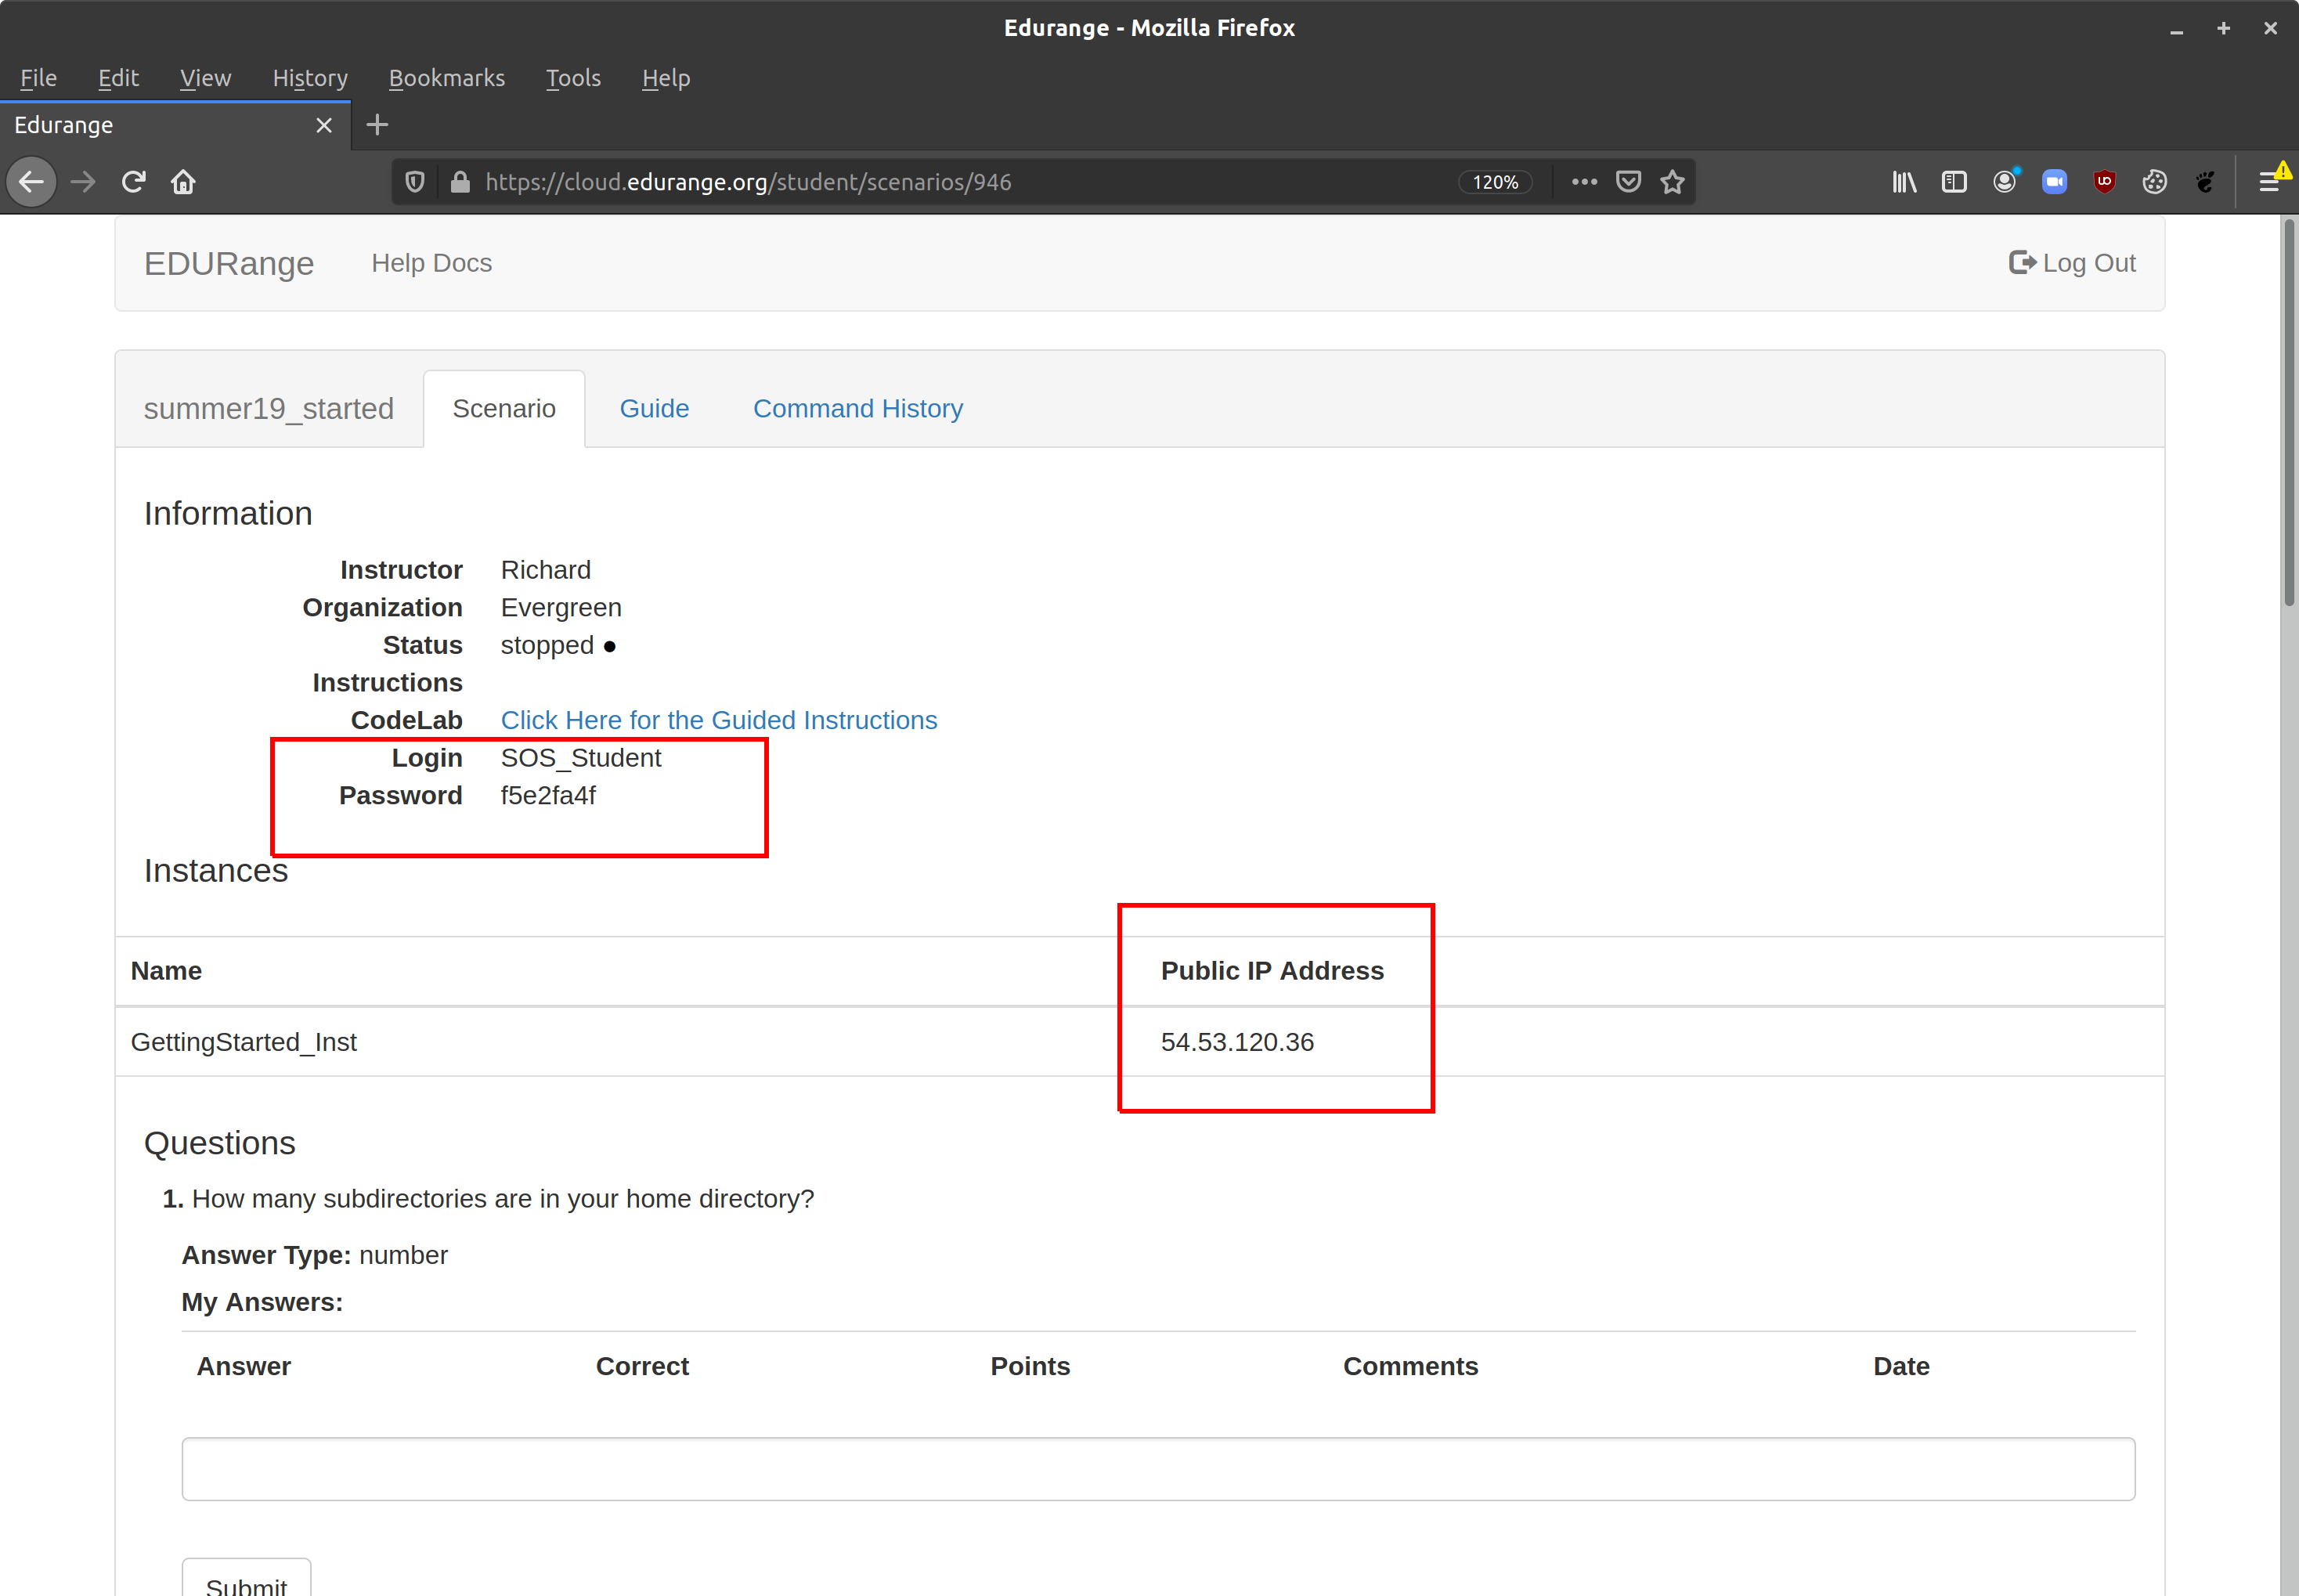 Edurange - Mozilla Firefox
File Edit View History Bookmarks Tools Help
Edurange
https://cloud.edurange.org/student/scenarios/946 120%
EDURange Help Docs Log Out
summer19_started Scenario Guide Command History
Information
Instructor Richard
Organization Evergreen
Status stopped
Instructions
CodeLab Click Here for the Guided Instructions
Login SOS_Student
Password f5e2fa4f
Instances
Name Public IP Address
GettingStarted_Inst 54.53.120.36
Questions
1. How many subdirectories are in your home directory?
Answer Type: number
My Answers:
Answer Correct Points Comments Date
Submit